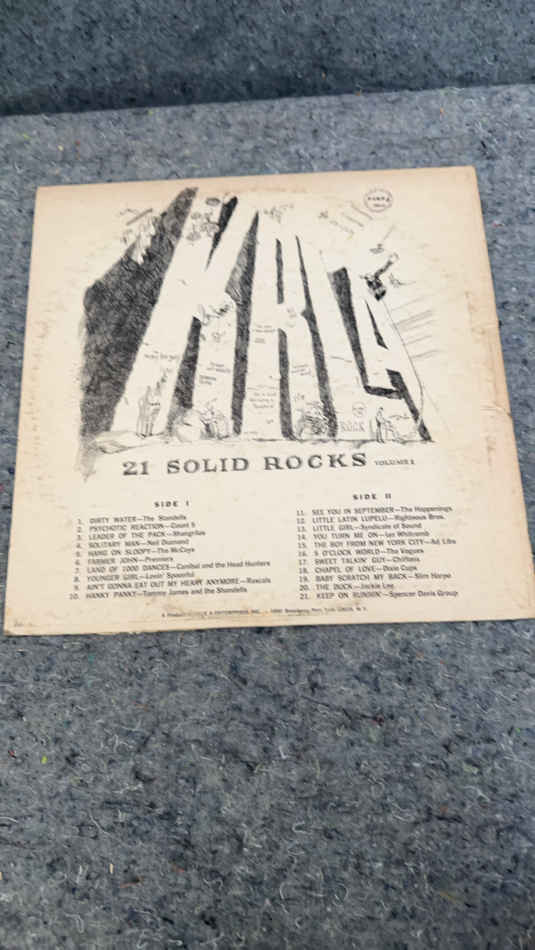 KRLA
21 SOLID ROCKS VOLUME I
SIDE I
1. DIRTY WATER—The Standells
2. PSYCHOTIC REACTION—Count 5
3. LEADER OF THE PACK—Shangrilas
4. SOLITARY MAN—Neil Diamond
5. HANG ON SLOOPY—The McCoys
6. FARMER JOHN—Premiers
7. LAND OF 1000 DANCES—Canibal and the Head Hunters
8. YOUNGER GIRL—Lovin' Spoonful
9. AIN'T GONNA EAT OUT MY HEART ANYMORE—Rascals
10. HANKY PANKY—Tommy James and the Shondells
SIDE II
11. SEE YOU IN SEPTEMBER—The Happenings
12. LITTLE LATIN LUPELU—Righteous Bros.
13. LITTLE GIRL—Syndicate of Sound
14. YOU TURN ME ON—Ian Whitcomb
15. THE BOY FROM NEW YORK CITY—Ad Libs
16. 5 O'CLOCK WORLD—The Vogues
17. SWEET TALKIN' GUY—Chiffons
18. CHAPEL OF LOVE—Dixie Cups
19. BABY SCRATCH MY BACK—Slim Harpo
20. THE DUCK—Jackie Lee
21. KEEP ON RUNNIN'—Spencer Davis Group
ENTERPRISES, INC. Broadway, New York